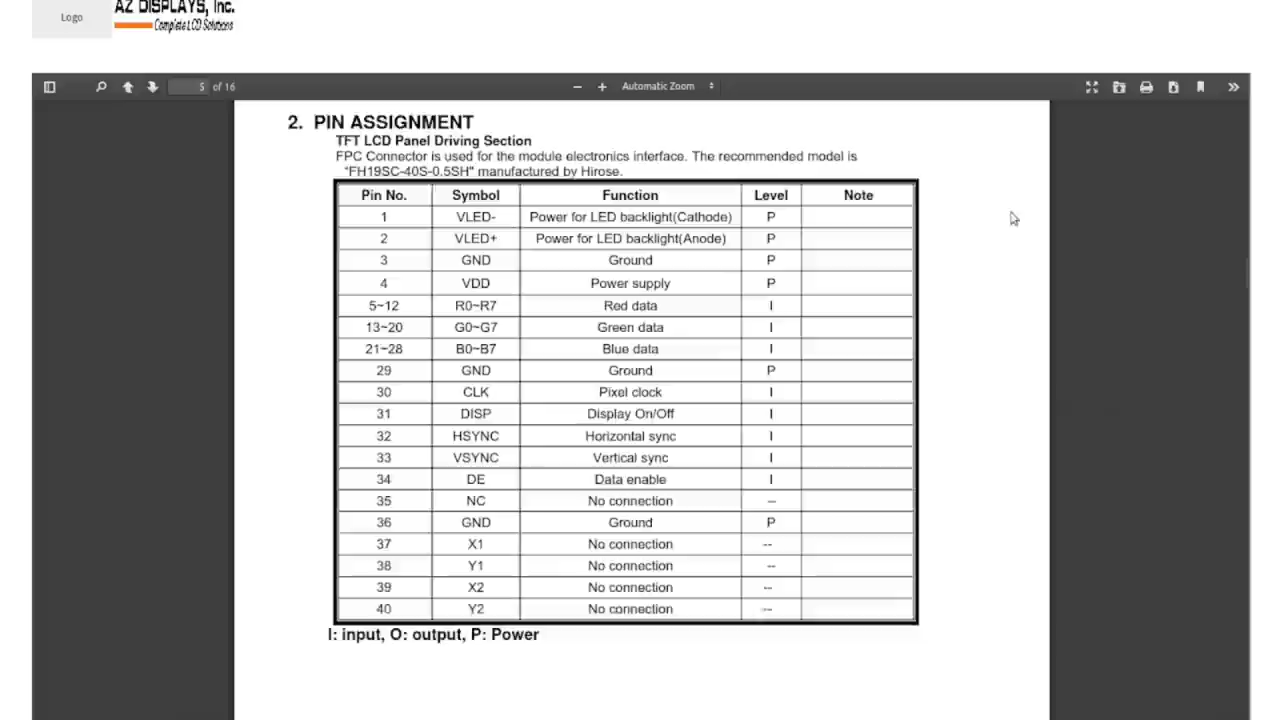 Logo
AZ DISPLAYS, Inc.
Complete LCD Solutions
5 of 16
Automatic Zoom
2. PIN ASSIGNMENT
TFT LCD Panel Driving Section
FPC Connector is used for the module electronics interface. The recommended model is
"FH19SC-40S-0.5SH" manufactured by Hirose.
Pin No. Symbol Function Level Note
1 VLED- Power for LED backlight(Cathode) P
2 VLED+ Power for LED backlight(Anode) P
3 GND Ground P
4 VDD Power supply P
5~12 R0~R7 Red data I
13~20 G0~G7 Green data I
21~28 B0~B7 Blue data I
29 GND Ground P
30 CLK Pixel clock I
31 DISP Display On/Off I
32 HSYNC Horizontal sync I
33 VSYNC Vertical sync I
34 DE Data enable I
35 NC No connection --
36 GND Ground P
37 X1 No connection --
38 Y1 No connection --
39 X2 No connection --
40 Y2 No connection --
I: input, O: output, P: Power